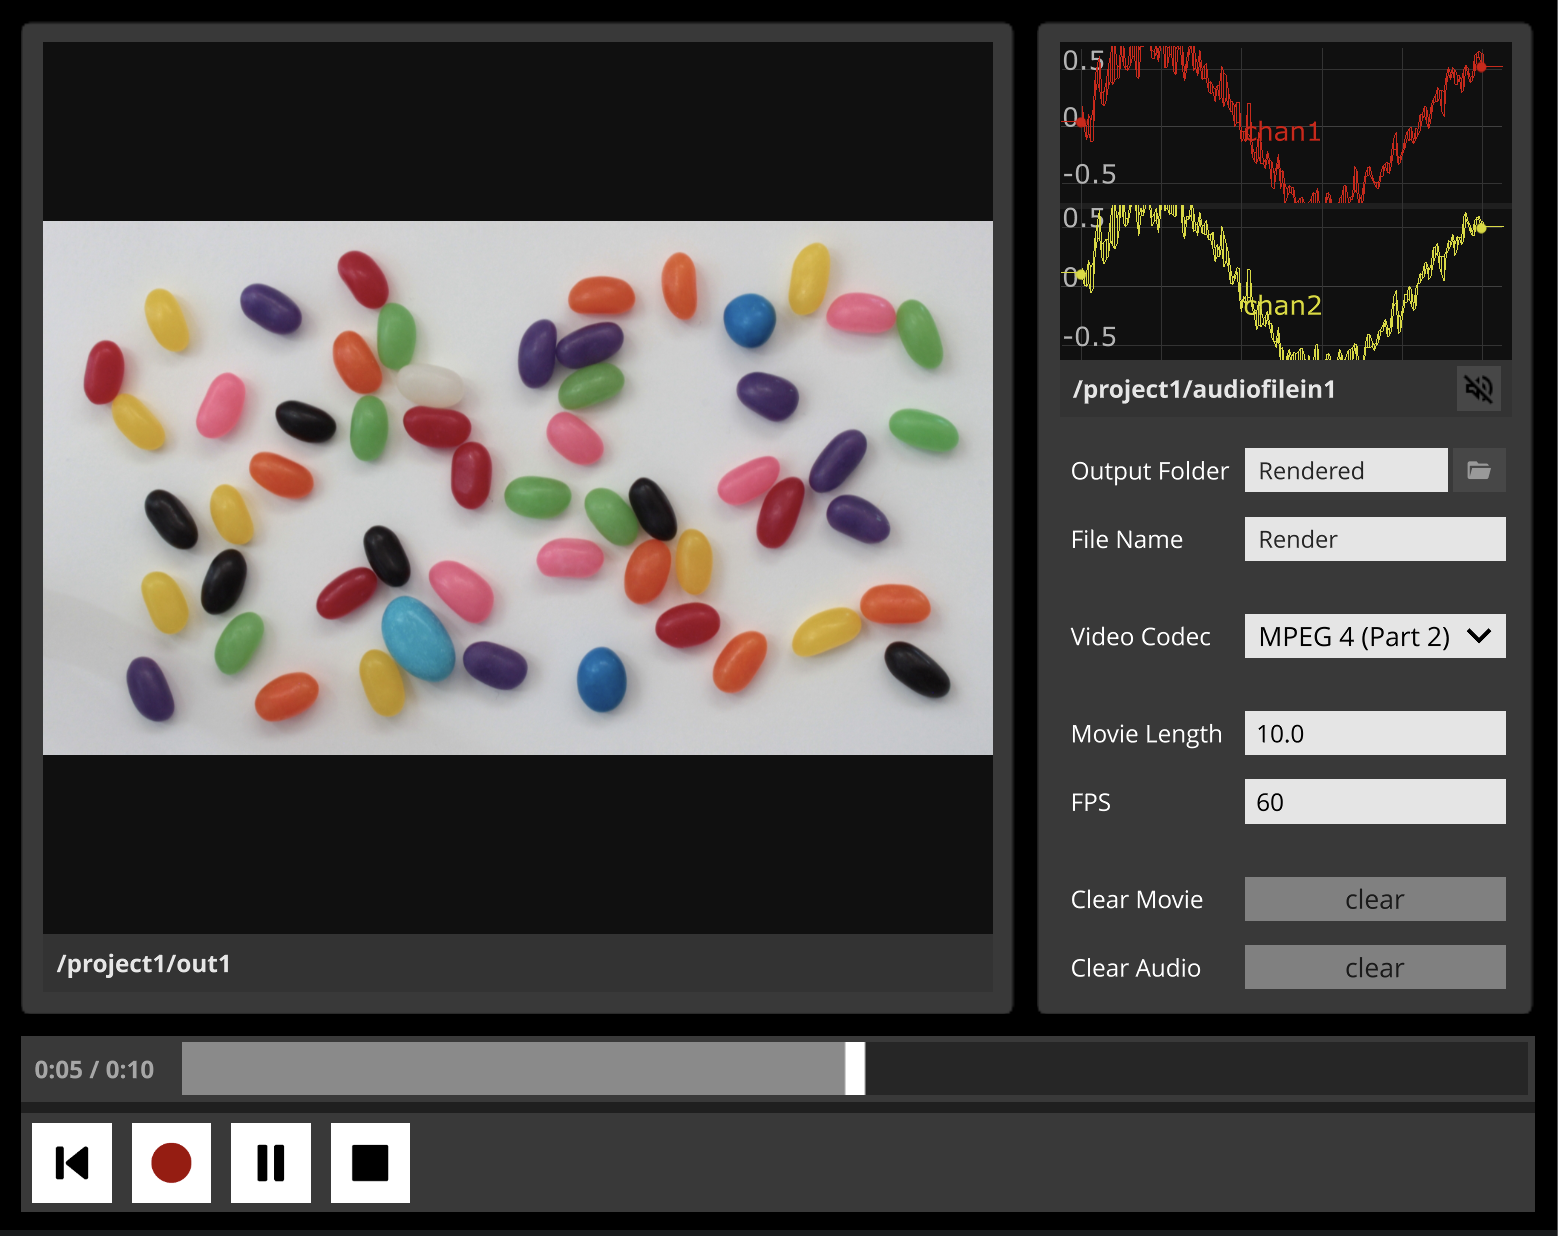 0.5
0
chan1
-0.5
0.5
0
chan2
-0.5
/project1/audiofilein1
Output Folder Rendered
File Name Render
Video Codec MPEG 4 (Part 2)
Movie Length 10.0
FPS 60
Clear Movie clear
Clear Audio clear
/project1/out1
0:05 / 0:10